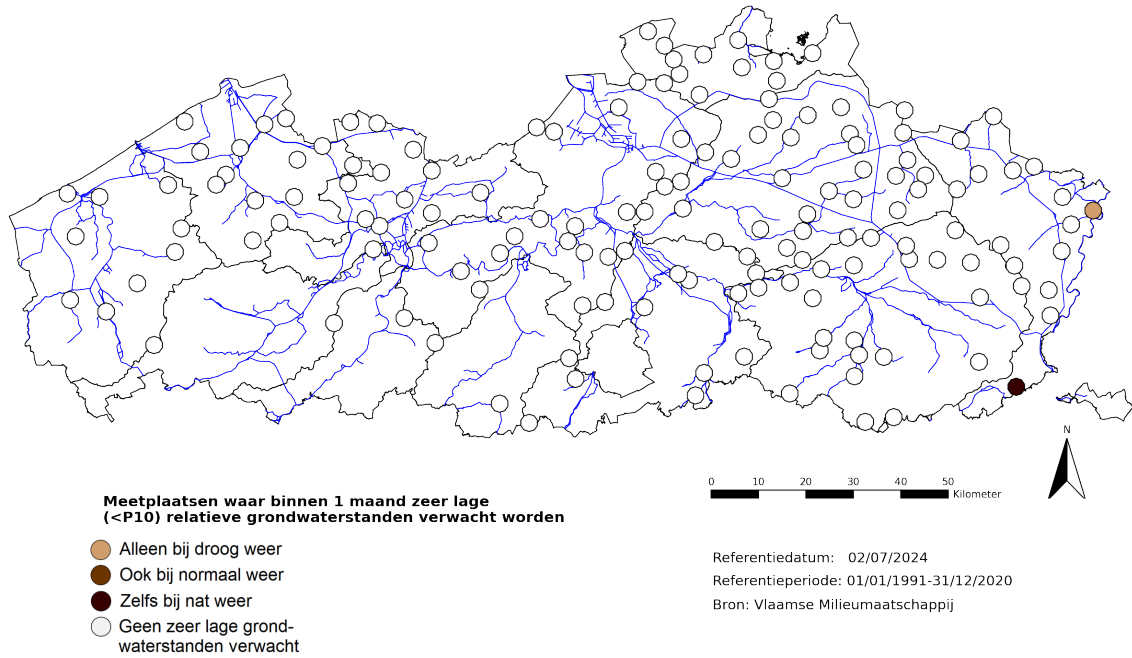 N
0 10 20 30 40 50
Kilometer
Meetplaatsen waar binnen 1 maand zeer lage
(<P10) relatieve grondwaterstanden verwacht worden
Alleen bij droog weer
Ook bij normaal weer
Zelfs bij nat weer
Geen zeer lage grond-
waterstanden verwacht
Referentiedatum: 02/07/2024
Referentieperiode: 01/01/1991-31/12/2020
Bron: Vlaamse Milieumaatschappij